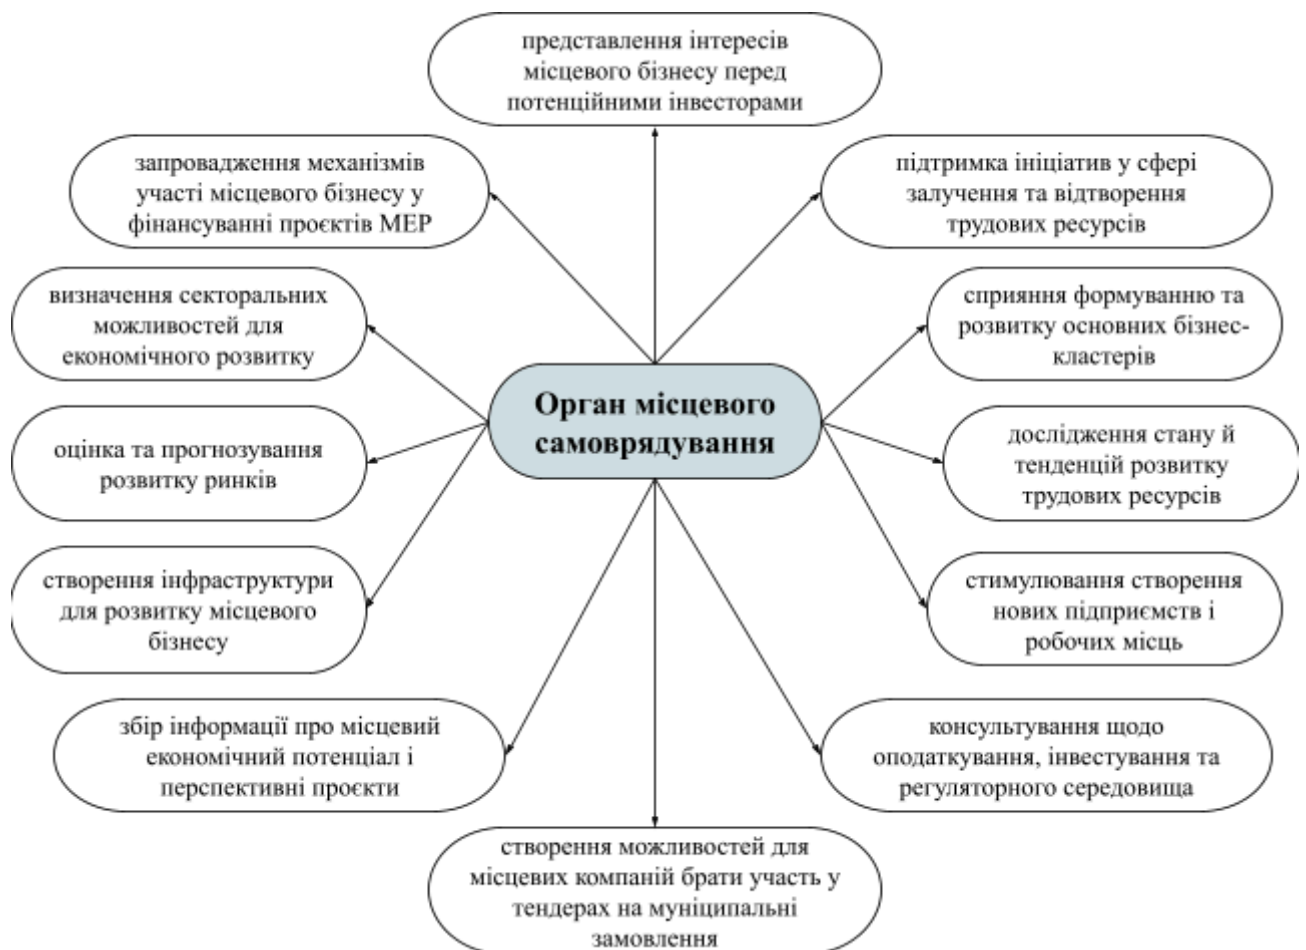 представлення інтересів
місцевого бізнесу перед
потенційними інвесторами
запровадження механізмів
участі місцевого бізнесу у
фінансуванні проєктів МЕР
підтримка ініціатив у сфері
залучення та відтворення
трудових ресурсів
визначення секторальних
можливостей для
економічного розвитку
сприяння формуванню та
розвитку основних бізнес-
кластерів
Орган місцевого
самоврядування
оцінка та прогнозування
розвитку ринків
дослідження стану й
тенденцій розвитку
трудових ресурсів
створення інфраструктури
для розвитку місцевого
бізнесу
стимулювання створення
нових підприємств і
робочих місць
збір інформації про місцевий
економічний потенціал і
перспективні проєкти
консультування щодо
оподаткування, інвестування та
регуляторного середовища
створення можливостей для
місцевих компаній брати участь у
тендерах на муніципальні
замовлення